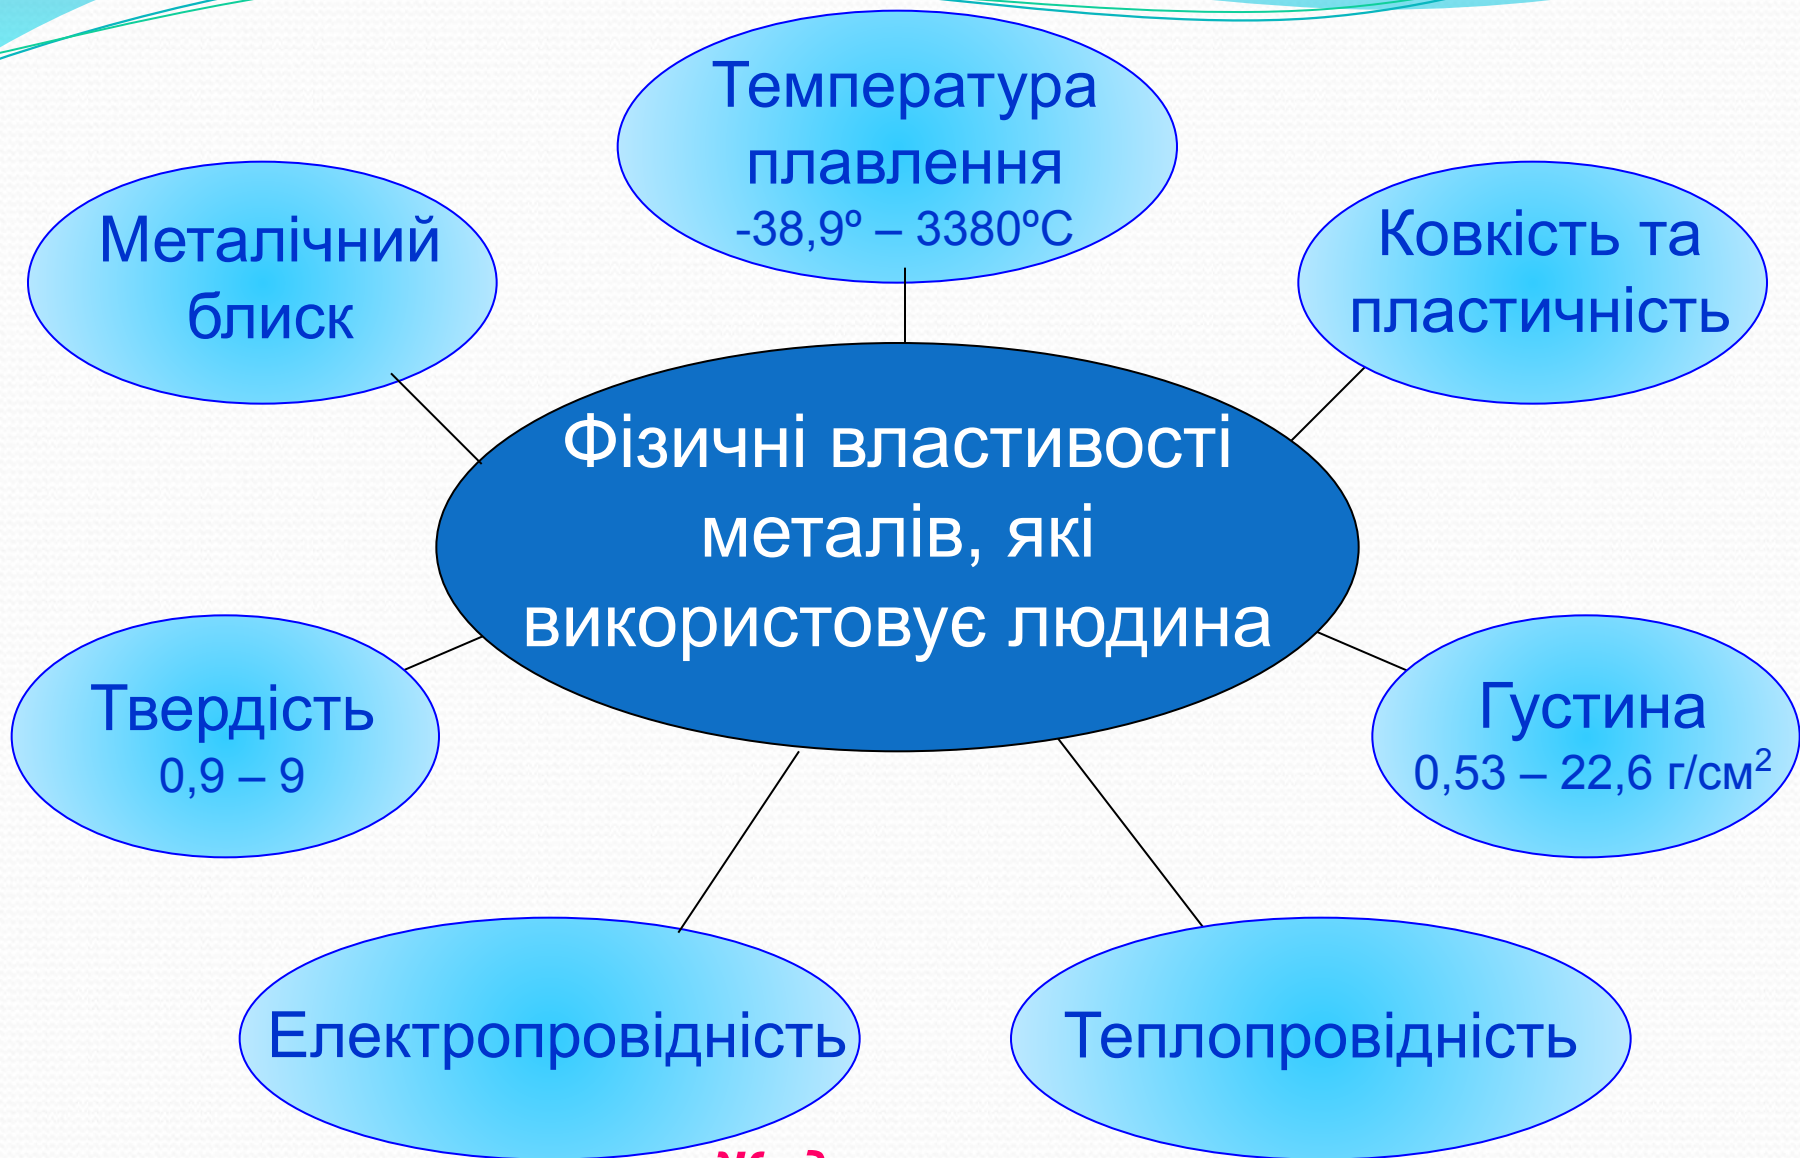 Температура
плавлення
-38,9º – 3380ºС
Металічний
блиск
Ковкість та
пластичність
Фізичні властивості
металів, які
використовує людина
Твердість
0,9 – 9
Густина
0,53 – 22,6 г/см²
Електропровідність
Теплопровідність